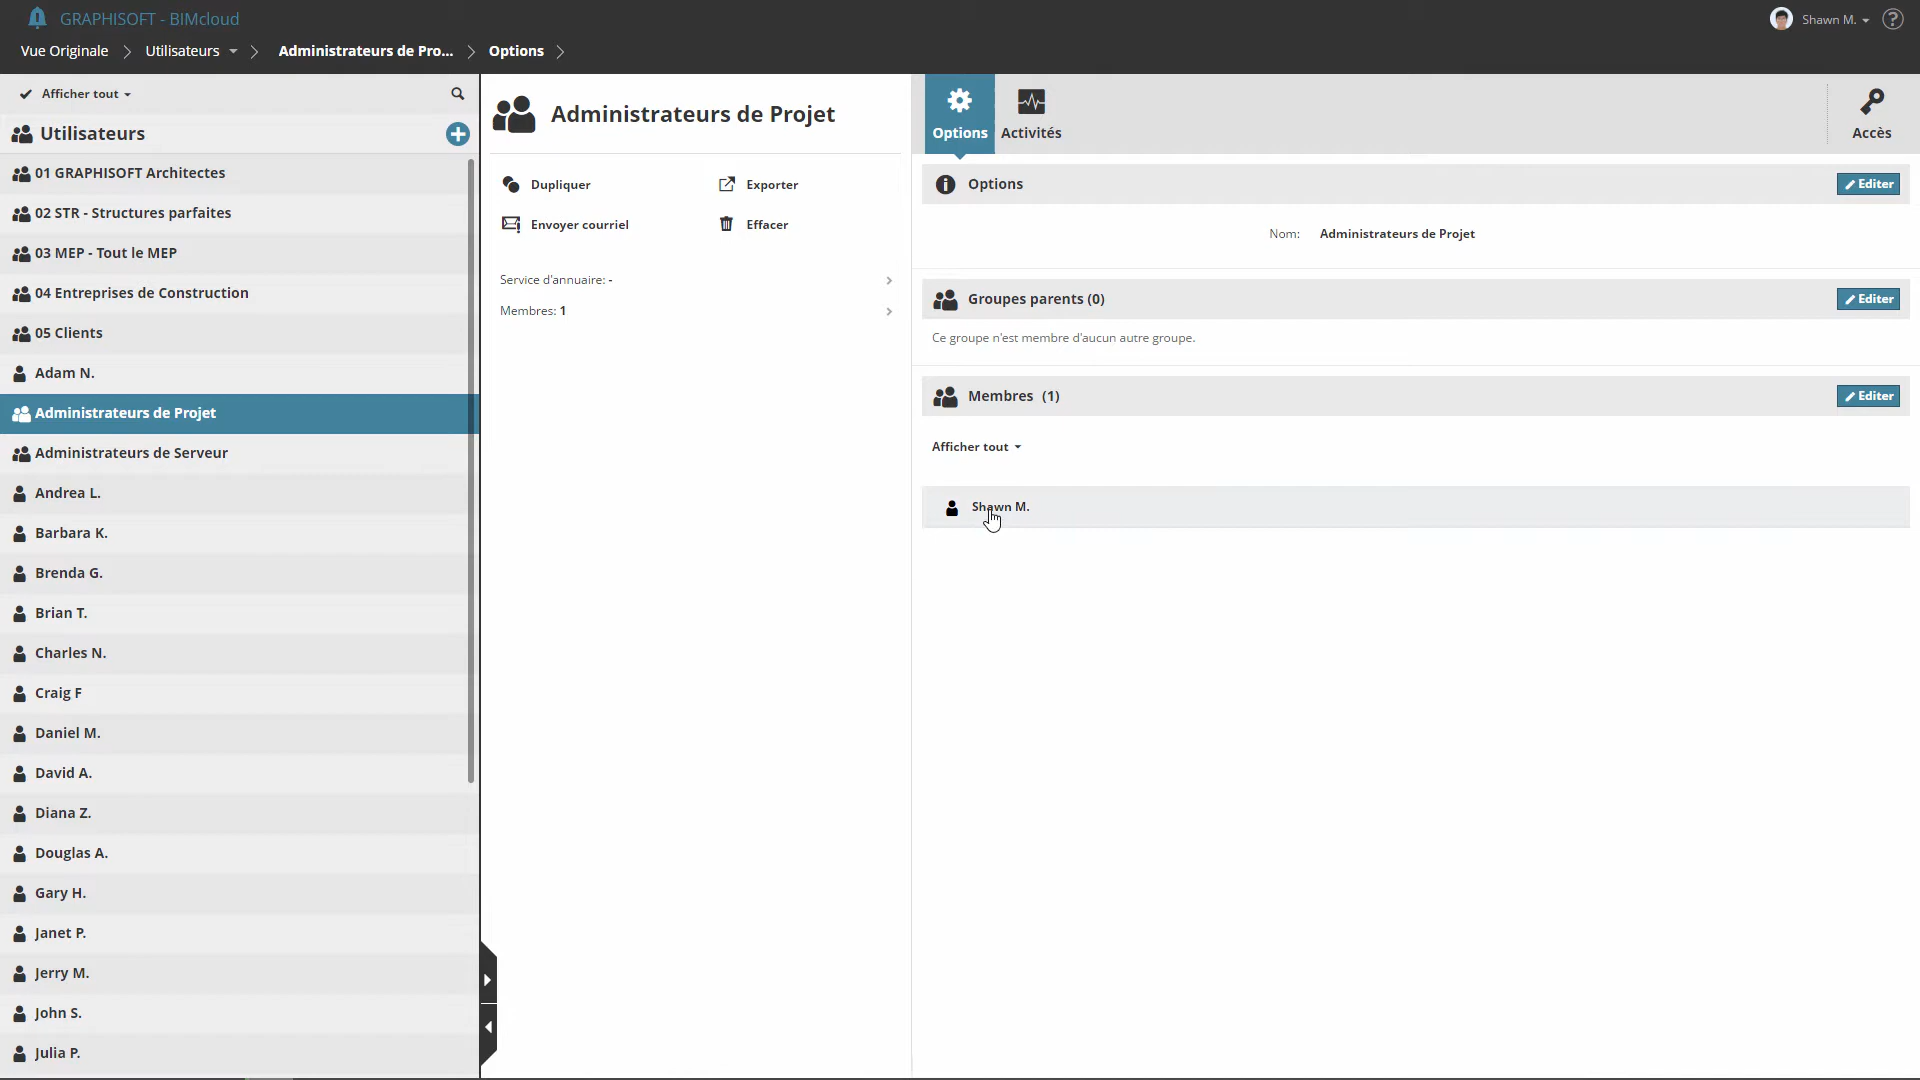 GRAPHISOFT - BIMcloud
Shawn M.
Vue Originale
Utilisateurs
Administrateurs de Pro...
Options
Afficher tout
Utilisateurs
01 GRAPHISOFT Architectes
02 STR - Structures parfaites
03 MEP - Tout le MEP
04 Entreprises de Construction
05 Clients
Adam N.
Administrateurs de Projet
Administrateurs de Serveur
Andrea L.
Barbara K.
Brenda G.
Brian T.
Charles N.
Craig F
Daniel M.
David A.
Diana Z.
Douglas A.
Gary H.
Janet P.
Jerry M.
John S.
Julia P.
Administrateurs de Projet
Dupliquer
Exporter
Envoyer courriel
Effacer
Service d'annuaire: -
Membres: 1
Options
Activités
Accès
Options
Editer
Nom: Administrateurs de Projet
Groupes parents (0)
Editer
Ce groupe n'est membre d'aucun autre groupe.
Membres (1)
Editer
Afficher tout
Shawn M.